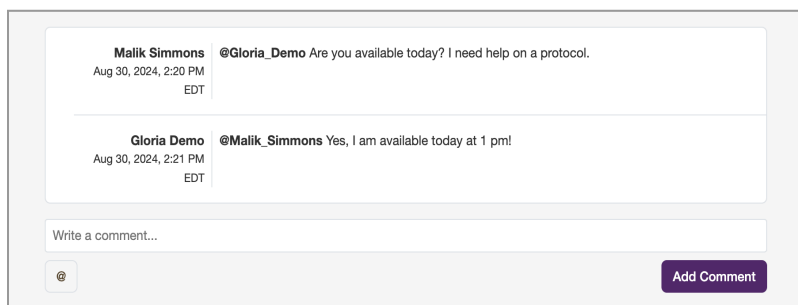 Malik Simmons @Gloria_Demo Are you available today? I need help on a protocol.
Aug 30, 2024, 2:20 PM
EDT
Gloria Demo @Malik_Simmons Yes, I am available today at 1 pm!
Aug 30, 2024, 2:21 PM
EDT
Write a comment...
@ Add Comment